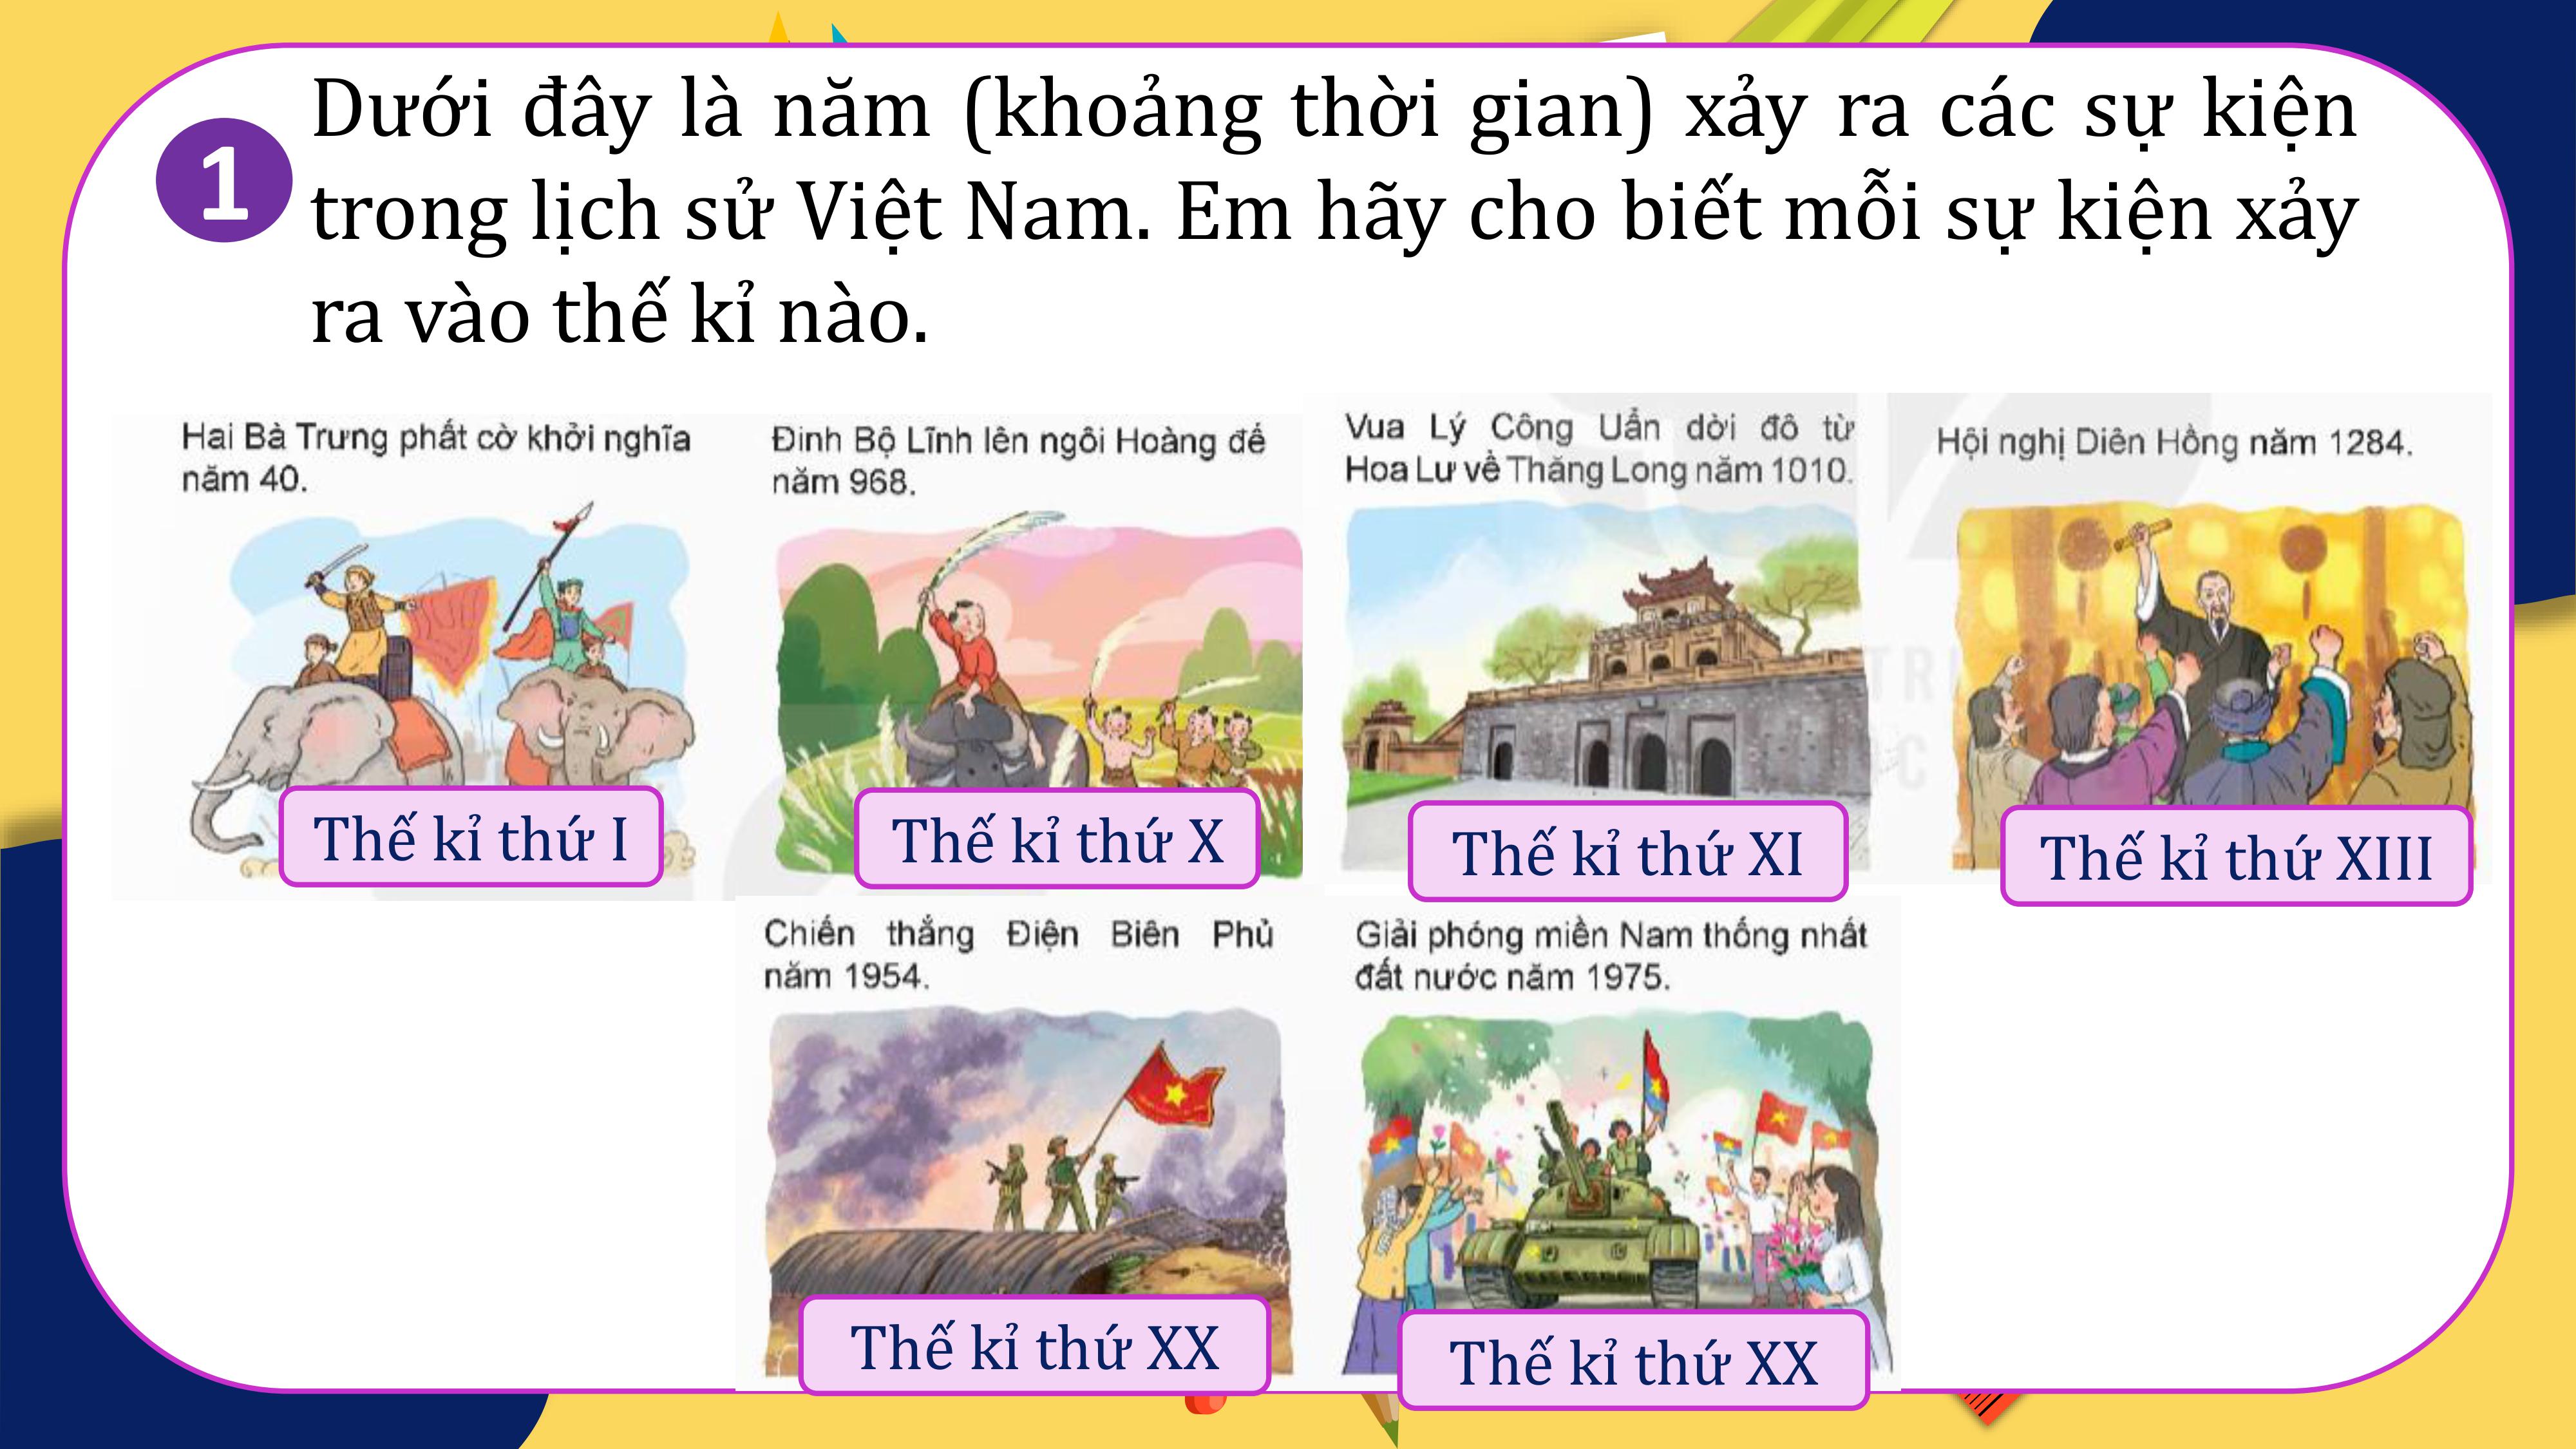 1
Dưới đây là năm (khoảng thời gian) xảy ra các sự kiện
trong lịch sử Việt Nam. Em hãy cho biết mỗi sự kiện xảy
ra vào thế kỉ nào.
Hai Bà Trưng phất cờ khởi nghĩa
năm 40.
Thế kỉ thứ I
Đinh Bộ Lĩnh lên ngôi Hoàng đế
năm 968.
Thế kỉ thứ X
Vua Lý Công Uẩn dời đô từ
Hoa Lư về Thăng Long năm 1010.
Thế kỉ thứ XI
Hội nghị Diên Hồng năm 1284.
Thế kỉ thứ XIII
Chiến thắng Điện Biên Phủ
năm 1954.
Thế kỉ thứ XX
Giải phóng miền Nam thống nhất
đất nước năm 1975.
Thế kỉ thứ XX